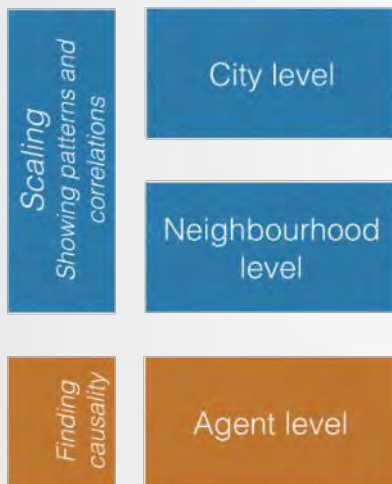 Scaling
Showing patterns and
correlations
City level
Neighbourhood
level
Finding
causality
Agent level